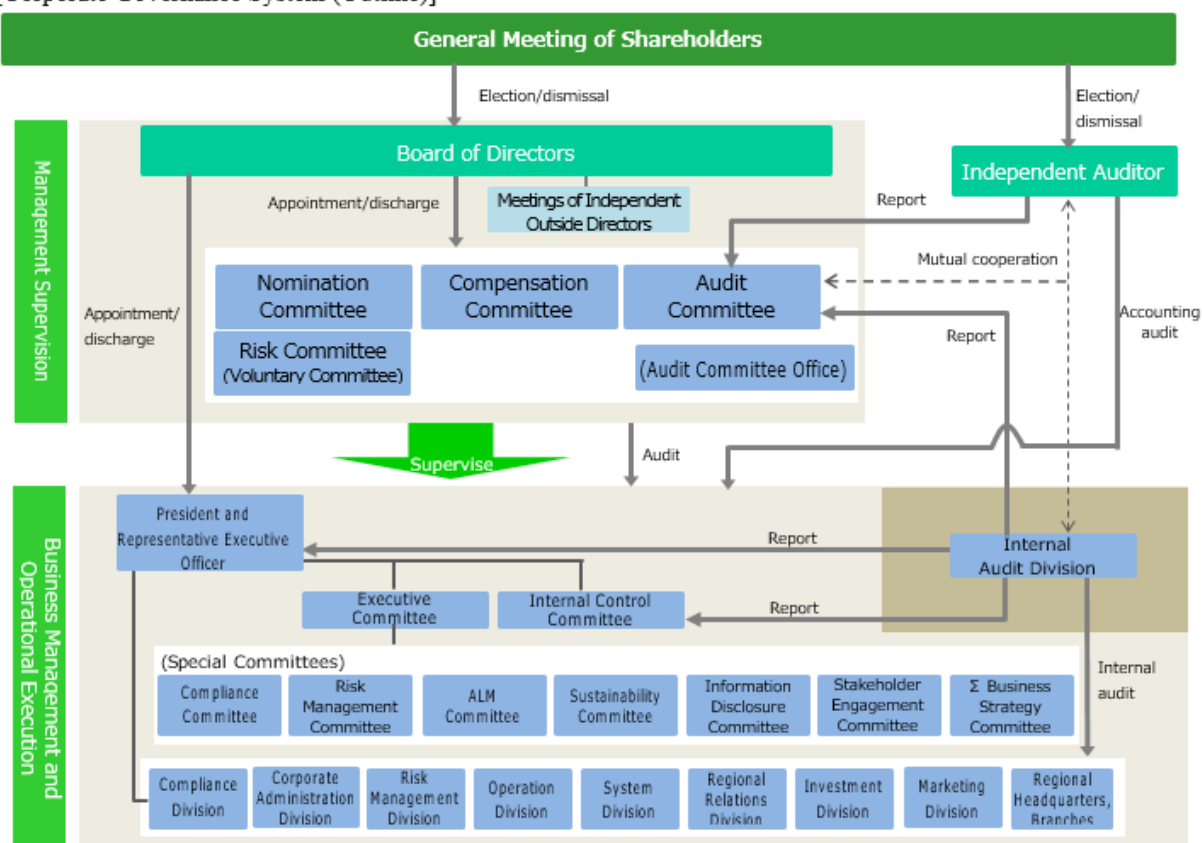 [Corporate Governance System (Outline)]
General Meeting of Shareholders
Election/dismissal
Election/
dismissal
Management Supervision
Board of Directors
Independent Auditor
Appointment/discharge
Meetings of Independent
Outside Directors
Report
Nomination
Committee
Compensation
Committee
Audit
Committee
Mutual cooperation
Appointment/
discharge
Accounting
audit
Risk Committee
(Voluntary Committee)
(Audit Committee Office)
Report
Supervise
Audit
Business Management and
Operational Execution
President and
Representative Executive
Officer
Report
Internal
Audit Division
Executive
Committee
Internal Control
Committee
Report
(Special Committees)
Internal
audit
Compliance
Committee
Risk
Management
Committee
ALM
Committee
Sustainability
Committee
Information
Disclosure
Committee
Stakeholder
Engagement
Committee
Σ Business
Strategy
Committee
Compliance
Division
Corporate
Administration
Division
Risk
Management
Division
Operation
Division
System
Division
Regional
Relations
Division
Investment
Division
Marketing
Division
Regional
Headquarters,
Branches